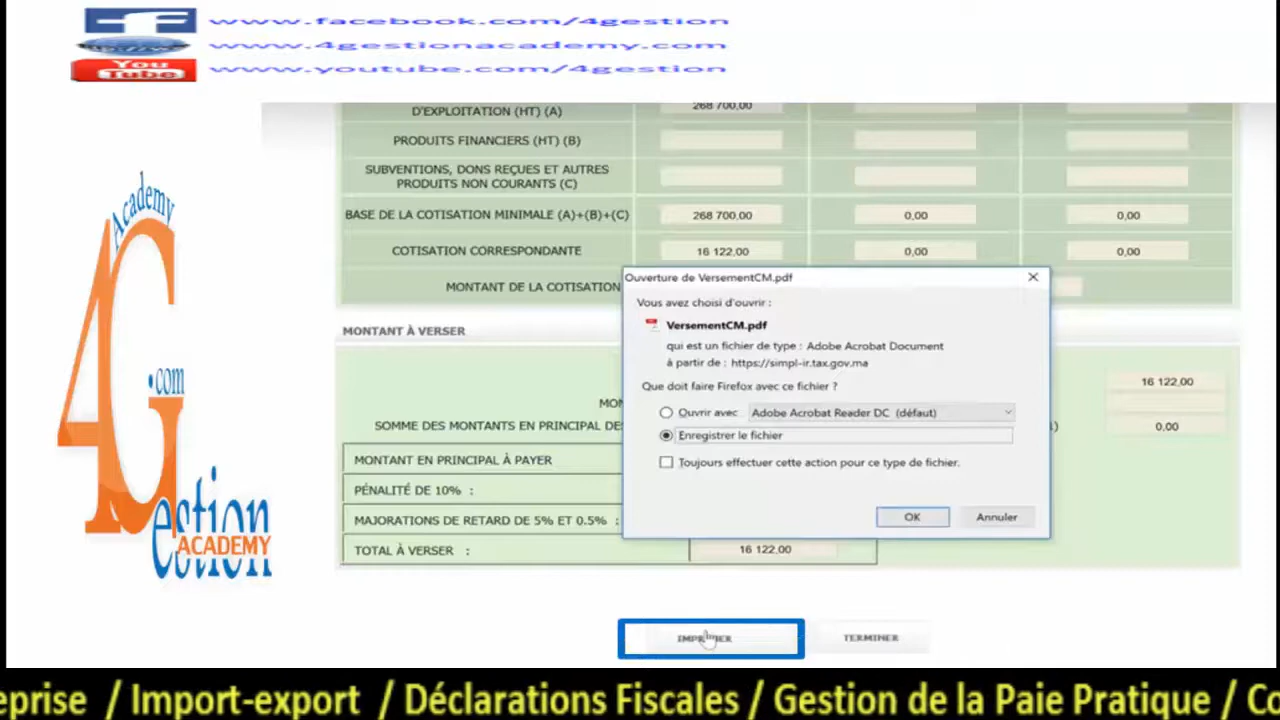 www.facebook.com/4gestion
www.4gestionacademy.com
You
Tube
www.youtube.com/4gestion
D'EXPLOITATION (HT) (A)
268 700,00
PRODUITS FINANCIERS (HT) (B)
SUBVENTIONS, DONS REÇUES ET AUTRES
PRODUITS NON COURANTS (C)
BASE DE LA COTISATION MINIMALE (A)+(B)+(C)
268 700,00
0,00
0,00
COTISATION CORRESPONDANTE
16 122,00
0,00
0,00
MONTANT DE LA COTISATION
MONTANT À VERSER
16 122,00
MON
SOMME DES MONTANTS EN PRINCIPAL DE
0,00
MONTANT EN PRINCIPAL À PAYER
PÉNALITÉ DE 10% :
MAJORATIONS DE RETARD DE 5% ET 0.5% :
TOTAL À VERSER :
16 122,00
Ouverture de VersementCM.pdf
Vous avez choisi d'ouvrir :
VersementCM.pdf
qui est un fichier de type : Adobe Acrobat Document
à partir de : https://simpl-ir.tax.gov.ma
Que doit faire Firefox avec ce fichier ?
Ouvrir avec
Adobe Acrobat Reader DC (défaut)
Enregistrer le fichier
Toujours effectuer cette action pour ce type de fichier.
OK
Annuler
IMPRIMER
TERMINER
Academy
4Gestion
.com
ACADEMY
eprise / Import-export / Déclarations Fiscales / Gestion de la Paie Pratique / Co